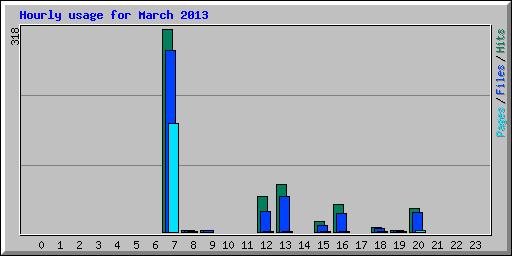 Hourly usage for March 2013
318
Pages/Files/Hits
0 1 2 3 4 5 6 7 8 9 10 11 12 13 14 15 16 17 18 19 20 21 22 23